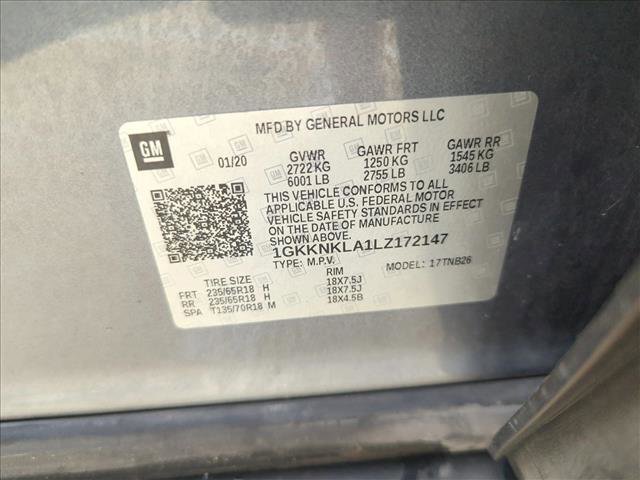 MFD BY GENERAL MOTORS LLC
GM
01/20
GVWR GAWR FRT GAWR RR
2722 KG 1250 KG 1545 KG
6001 LB 2755 LB 3406 LB
THIS VEHICLE CONFORMS TO ALL
APPLICABLE U.S. FEDERAL MOTOR
VEHICLE SAFETY STANDARDS IN EFFECT
ON THE DATE OF MANUFACTURE
SHOWN ABOVE.
1GKKNKLA1LZ172147
TYPE: M.P.V. MODEL: 17TNB26
TIRE SIZE RIM
FRT 235/65R18 H 18X7.5J
RR 235/65R18 H 18X7.5J
SPA T135/70R18 M 18X4.5B